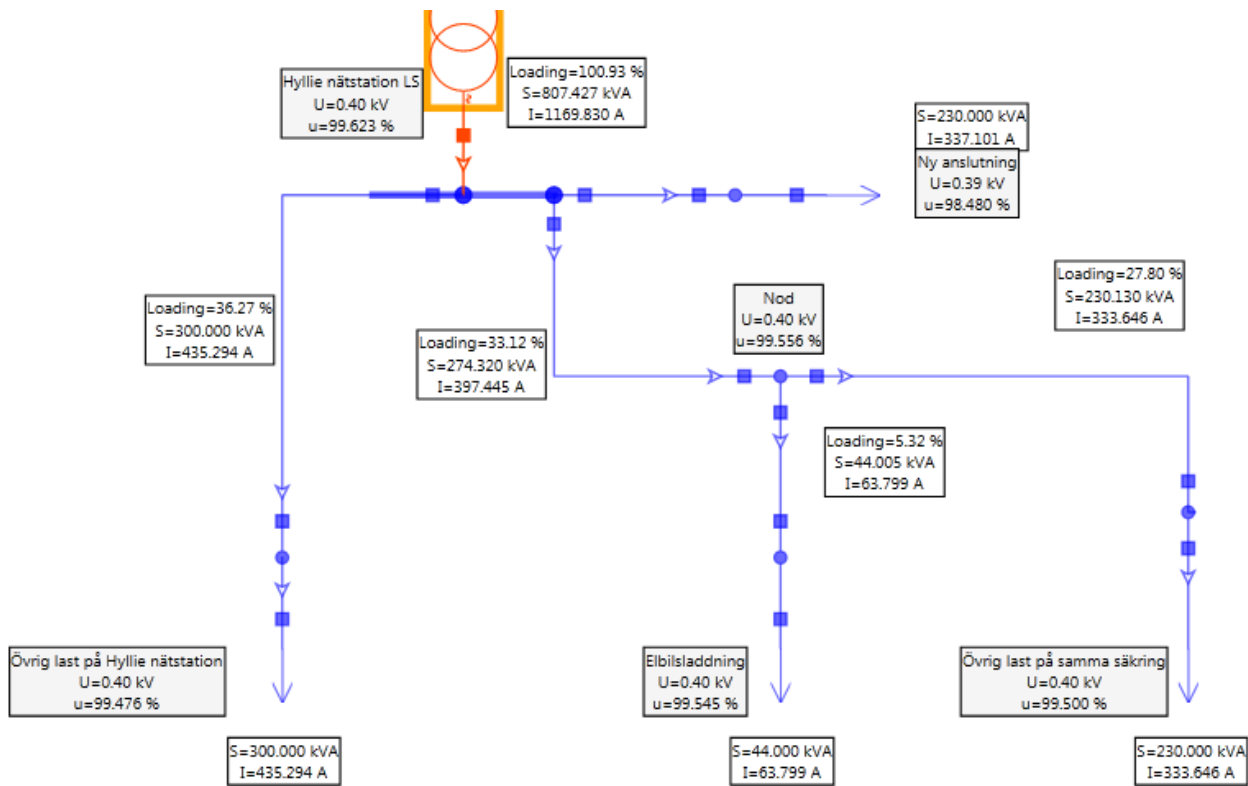 Loading=100.93 %
S=807.427 kVA
I=1169.830 A
Hyllie nätstation LS
U=0.40 kV
u=99.623 %
S=230.000 kVA
I=337.101 A
Ny anslutning
U=0.39 kV
u=98.480 %
Loading=36.27 %
S=300.000 kVA
I=435.294 A
Loading=33.12 %
S=274.320 kVA
I=397.445 A
Nod
U=0.40 kV
u=99.556 %
Loading=27.80 %
S=230.130 kVA
I=333.646 A
Loading=5.32 %
S=44.005 kVA
I=63.799 A
Övrig last på Hyllie nätstation
U=0.40 kV
u=99.476 %
Elbilsladdning
U=0.40 kV
u=99.545 %
Övrig last på samma säkring
U=0.40 kV
u=99.500 %
S=300.000 kVA
I=435.294 A
S=44.000 kVA
I=63.799 A
S=230.000 kVA
I=333.646 A